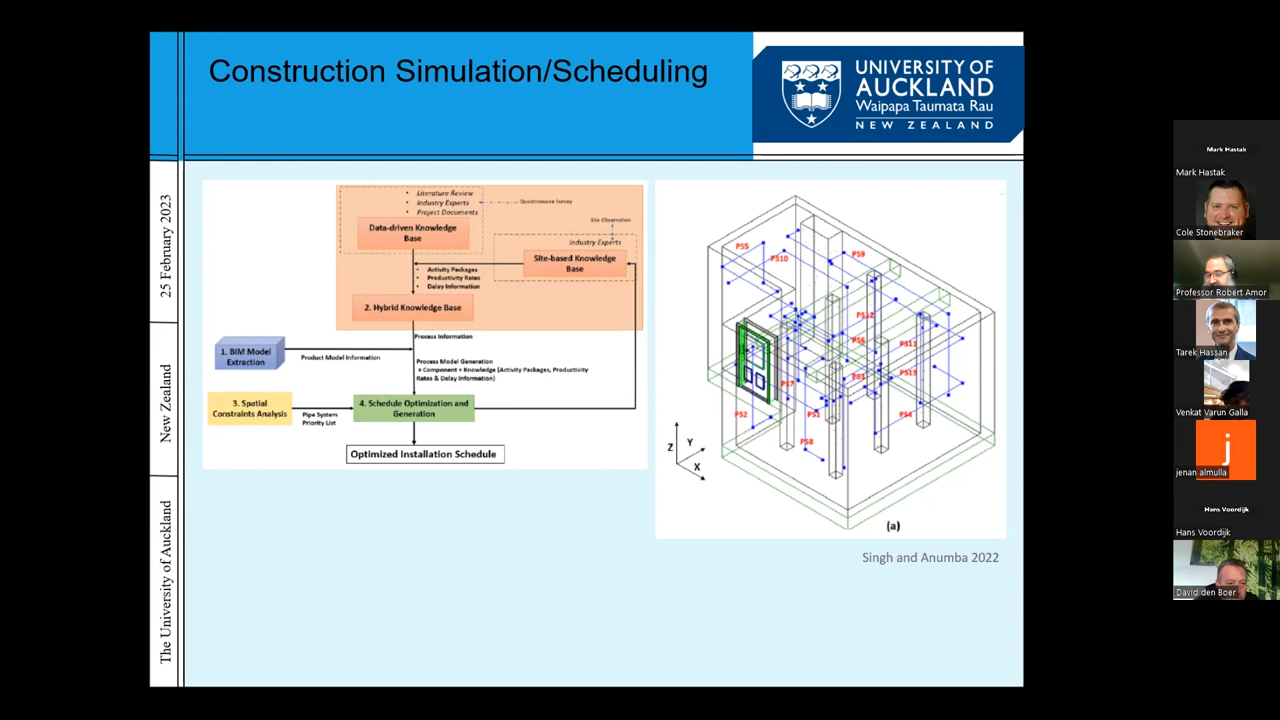 Construction Simulation/Scheduling
UNIVERSITY OF
AUCKLAND
Waipapa Taumata Rau
NEW ZEALAND
25 February 2023
New Zealand
The University of Auckland
• Literature Review
• Industry Experts
• Project Documents
Questionnaire Survey
Data-driven Knowledge
Base
Site Observation
Industry Experts
Site-based Knowledge
Base
• Activity Packages
• Productivity Rates
• Delay Information
2. Hybrid Knowledge Base
Process Information
1. BIM Model
Extraction
Product Model Information
Process Model Generation
= Component + Knowledge (Activity Packages, Productivity
Rates & Delay Information)
3. Spatial
Constraints Analysis
Pipe System
Priority List
4. Schedule Optimization and
Generation
Optimized Installation Schedule
PS5
PS10
PS9
PS12
PS6
PS11
PS7
PS3
PS13
PS2
PS1
PS4
PS8
Z
Y
X
(a)
Singh and Anumba 2022
Mark Hastak
Mark Hastak
Cole Stonebraker
Professor Robert Amor
Tarek Hassan
Venkat Varun Galla
j
jenan almulla
Hans Voordijk
Hans Voordijk
David den Boer